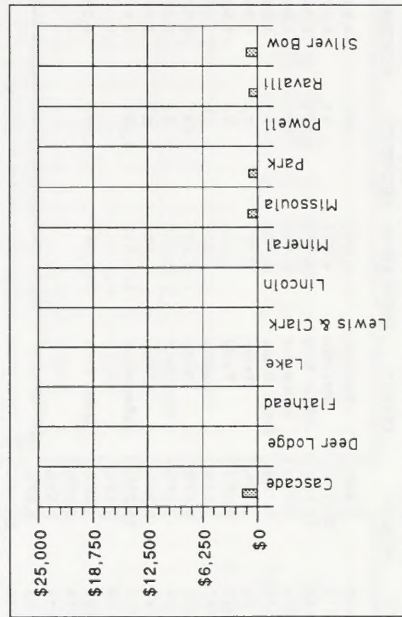 $25,000
$18,750
$12,500
$6,250
$0
Cascade
Deer Lodge
Flathead
Lake
Lewis & Clark
Lincoln
Mineral
Missoula
Park
Powell
Ravalli
Silver Bow